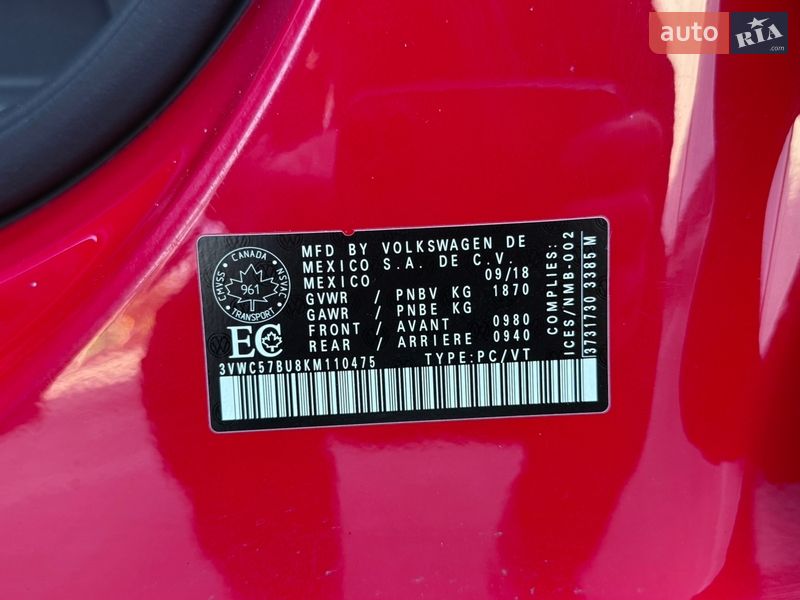 auto RIA .com
MFD BY VOLKSWAGEN DE
MEXICO S.A. DE C.V.
MEXICO 09/18
GVWR / PNBV KG 1870
GAWR / PNBE KG
FRONT / AVANT 0980
REAR / ARRIERE 0940
CANADA
CMVSS NSVAC
961
TRANSPORT
EC
3VWC57BU8KM110475 TYPE:PC/VT
COMPLIES:
ICES/NMB-002
3731730 3385 M